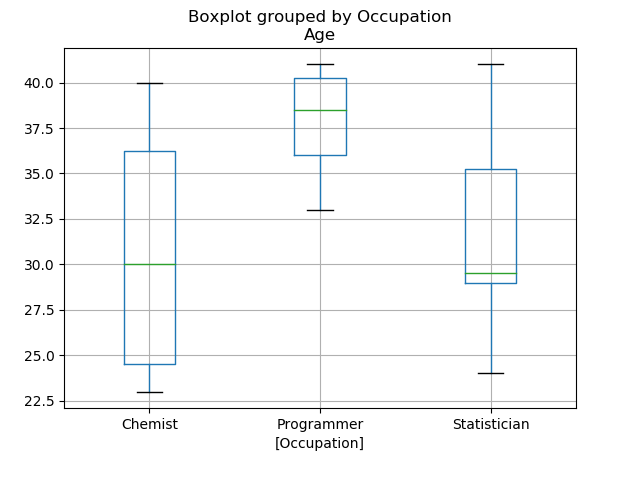 Boxplot grouped by Occupation
Age
40.0
37.5
35.0
32.5
30.0
27.5
25.0
22.5
Chemist Programmer Statistician
[Occupation]